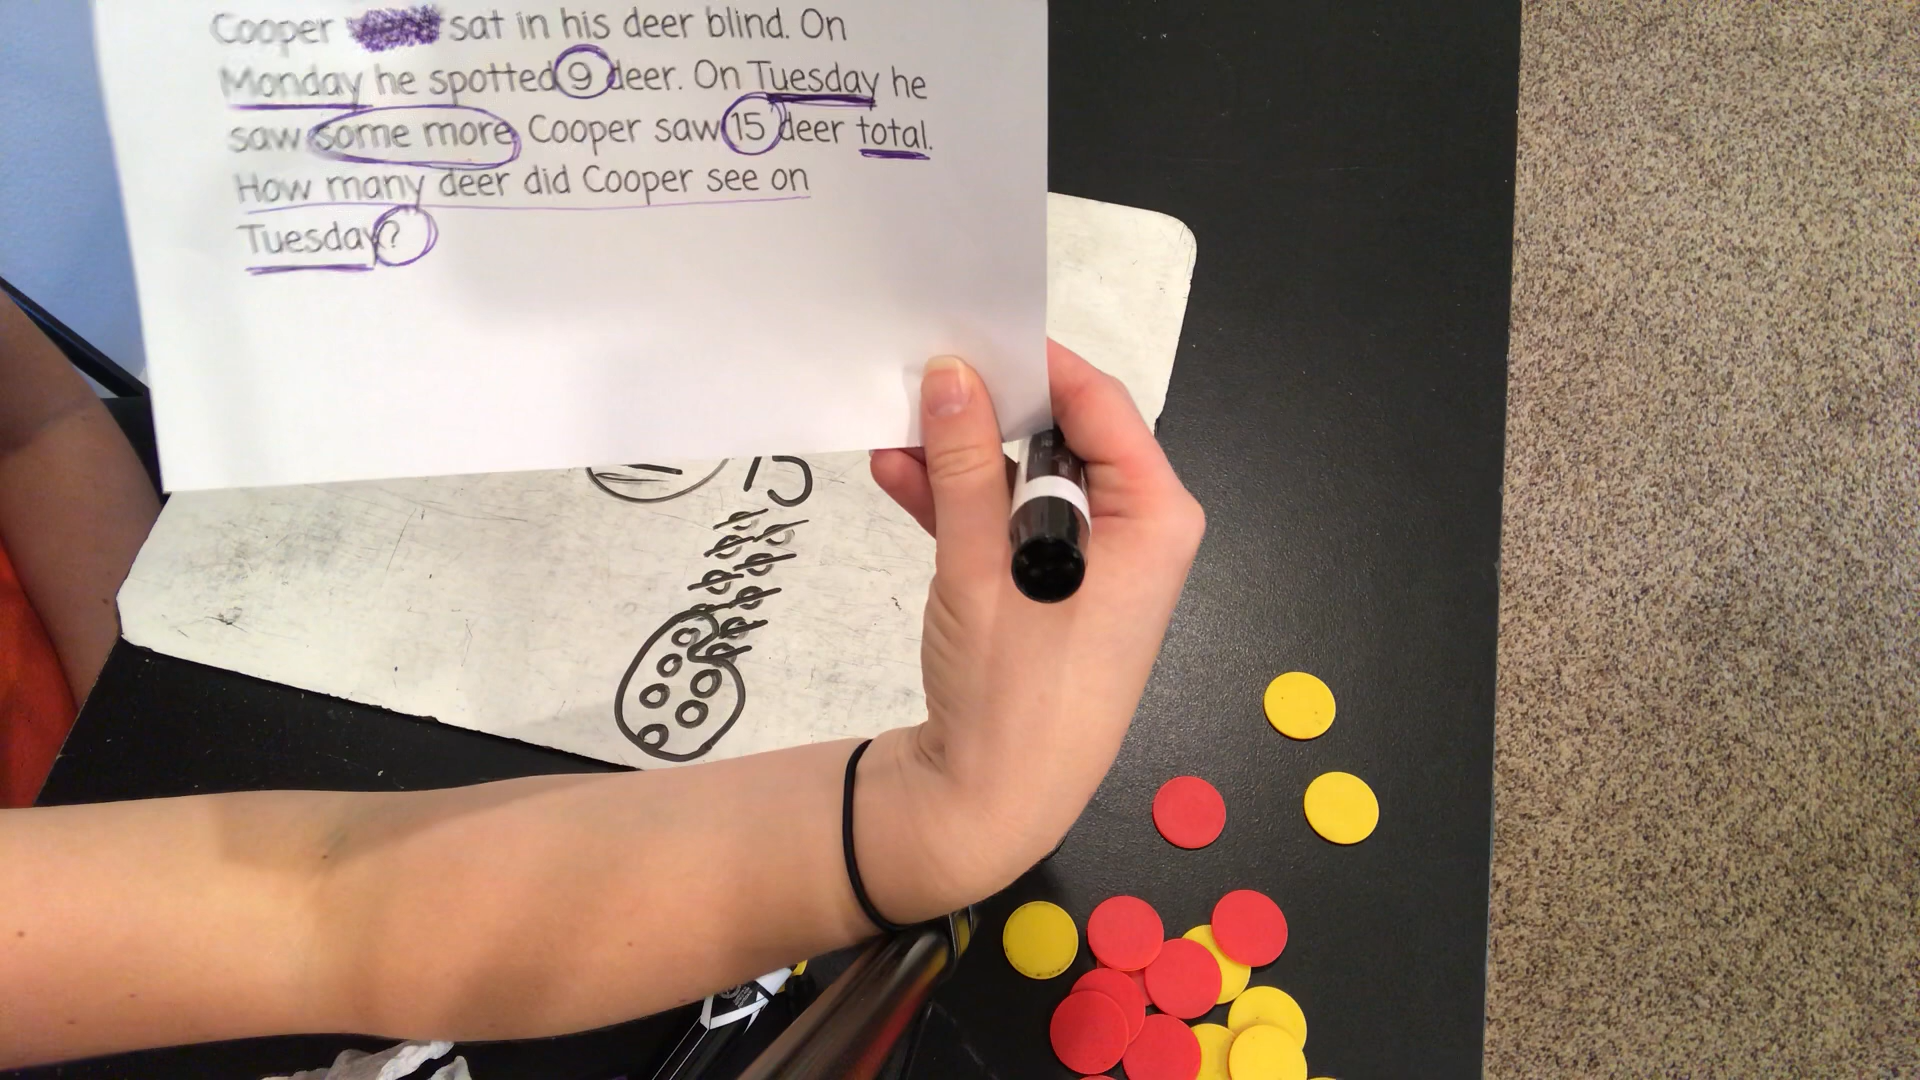 Cooper sat in his deer blind. On
Monday he spotted 9 deer. On Tuesday he
saw some more. Cooper saw 15 deer total.
How many deer did Cooper see on
Tuesday?
15